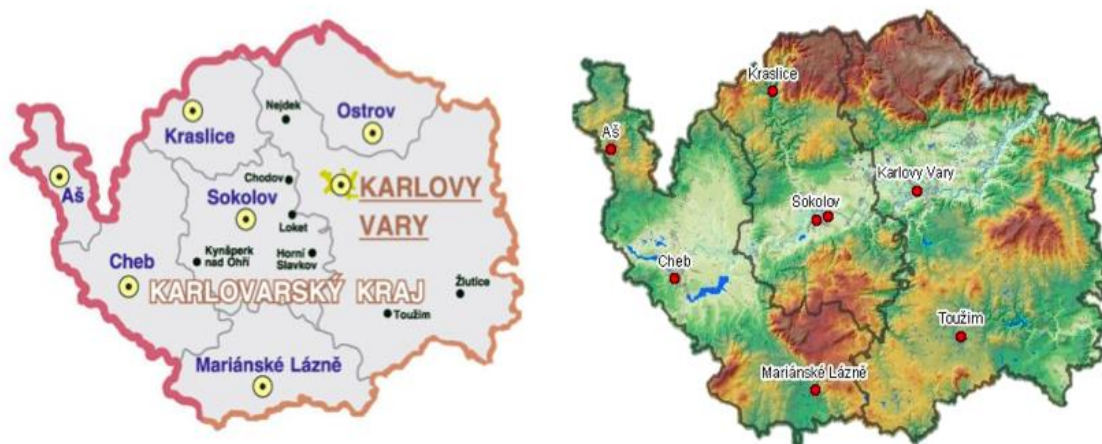 Nejdek
Ostrov
Kraslice
Aš
Chodov
Sokolov
KARLOVY
VARY
Loket
Kynšperk
nad Ohří
Horní
Slavkov
Cheb
KARLOVARSKÝ KRAJ
Žlutice
Toužim
Mariánské Lázně
Kraslice
Aš
Karlovy Vary
Sokolov
Cheb
Toužim
Mariánské Lázně